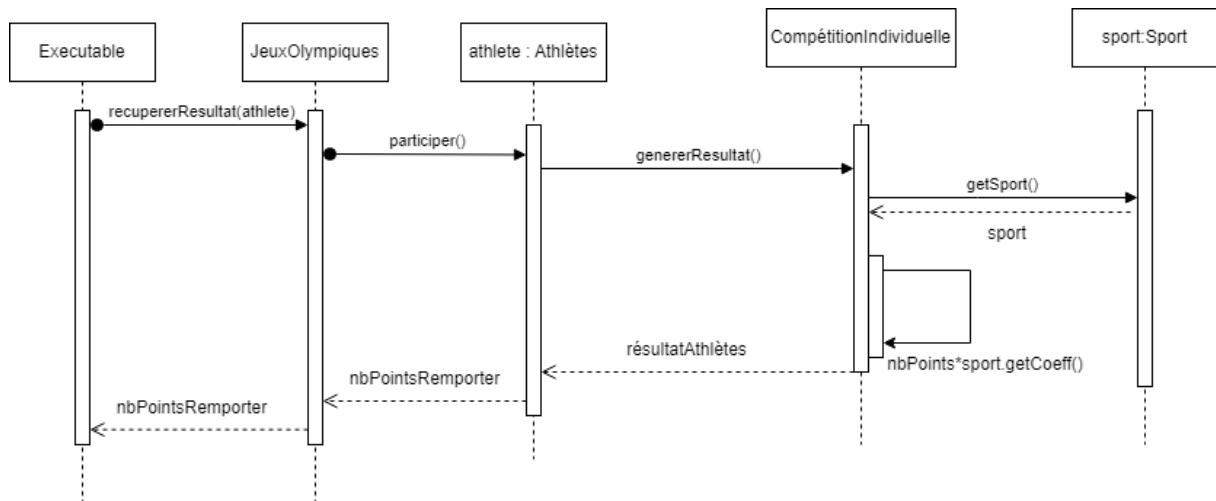 Executable
JeuxOlympiques
athlete : Athlètes
CompétitionIndividuelle
sport:Sport
recupererResultat(athlete)
participer()
genererResultat()
getSport()
sport
nbPoints*sport.getCoeff()
résultatAthlètes
nbPointsRemporter
nbPointsRemporter